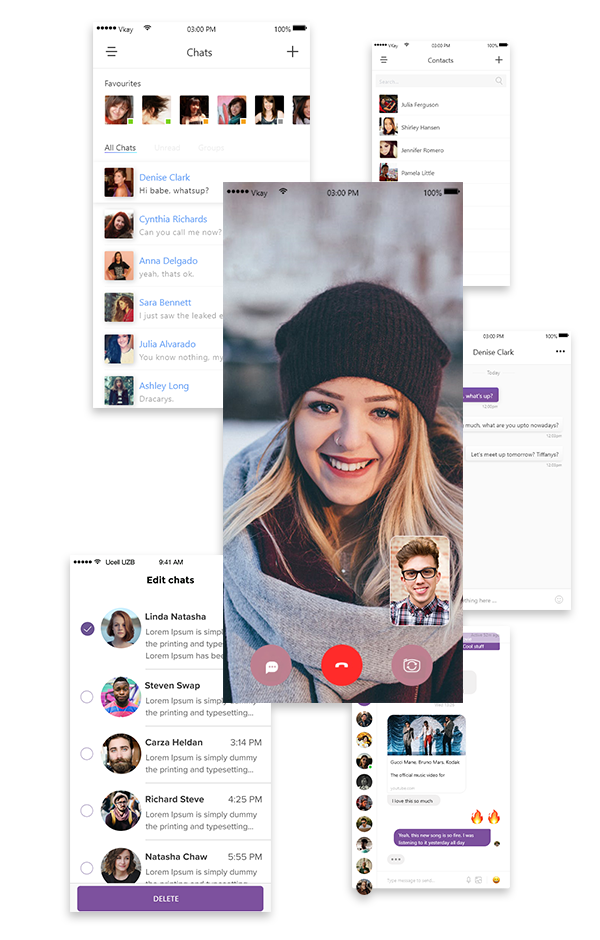 Vkay 03:00 PM 100%
Chats
Favourites
All Chats Unread Groups
Denise Clark
Hi babe, whatsup?
Cynthia Richards
Can you call me now?
Anna Delgado
yeah, thats ok.
Sara Bennett
I just saw the leaked e
Julia Alvarado
You know nothing, my
Ashley Long
Dracarys.
Vkay 03:00 PM 100%
Contacts
Search...
Julia Ferguson
Shirley Hansen
Jennifer Romero
Pamela Little
Vkay 03:00 PM 100%
03:00 PM 100%
Denise Clark
Today
, what's up?
12:00pm
much, what are you upto nowadays?
12:03pm
Let's meet up tomorrow? Tiffanys?
12:03pm
thing here ...
Ucell UZB 9:41 AM
Edit chats
Linda Natasha
Lorem Ipsum is simply
the printing and typese
Lorem Ipsum has bee
Steven Swap
Lorem Ipsum is simply
the printing and typese
Carza Heldan 3:14 PM
Lorem Ipsum is simply dummy
the printing and typesetting...
Richard Steve 4:25 PM
Lorem Ipsum is simply dummy
the printing and typesetting...
Natasha Chaw 5:55 PM
Lorem Ipsum is simply dummy
the printing and typesetting...
DELETE
Cool stuff
Gucci Mane, Bruno Mars, Kodak
The official music video for
youtube.com
I love this so much
Yeah, this new song is so fire. I was
listening to it yesterday all day
Type message to send..